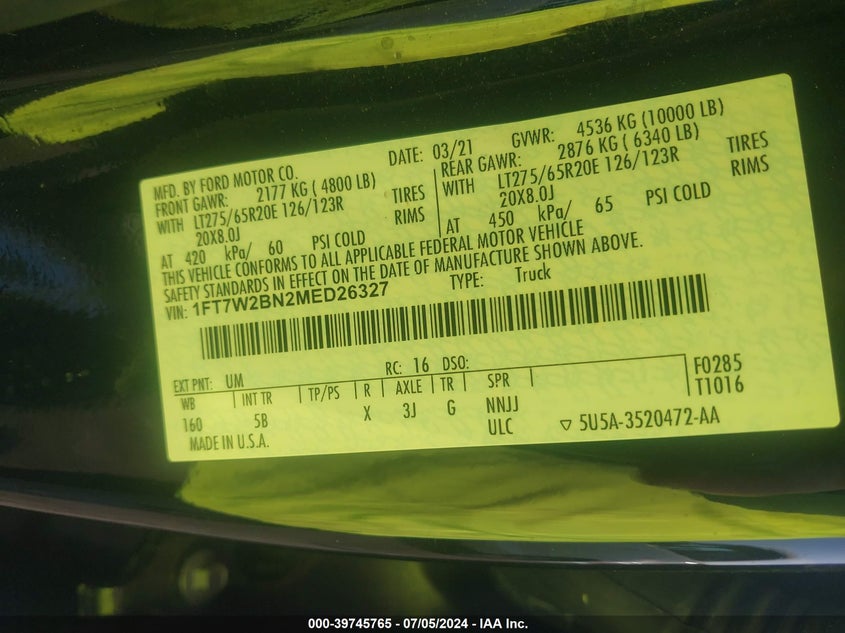 MFD. BY FORD MOTOR CO.
DATE: 03/21 GVWR: 4536 KG (10000 LB)
FRONT GAWR: 2177 KG ( 4800 LB)
WITH LT275/65R20E 126/123R TIRES
20X8.0J RIMS
AT 420 kPa/ 60 PSI COLD
REAR GAWR: 2876 KG ( 6340 LB)
WITH LT275/65R20E 126/123R TIRES
20X8.0J RIMS
AT 450 kPa/ 65 PSI COLD
THIS VEHICLE CONFORMS TO ALL APPLICABLE FEDERAL MOTOR VEHICLE
SAFETY STANDARDS IN EFFECT ON THE DATE OF MANUFACTURE SHOWN ABOVE.
VIN: 1FT7W2BN2MED26327 TYPE: Truck
EXT PNT: UM RC: 16 DSO: F0285
WB INT TR TP/PS R AXLE TR SPR T1016
160 5B X 3J G NNJJ
MADE IN U.S.A. ULC ▽ 5U5A-3520472-AA
000-39745765 - 07/05/2024 - IAA Inc.